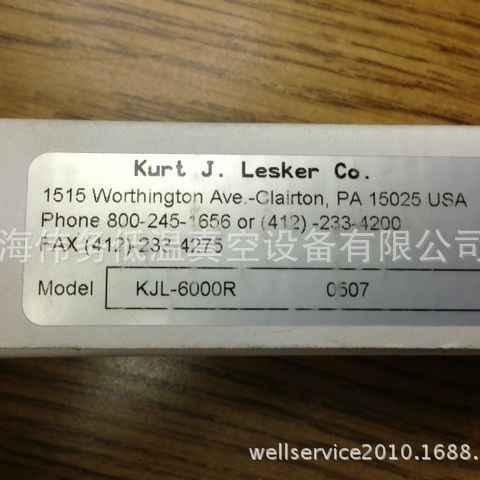 Kurt J. Lesker Co.
1515 Worthington Ave.-Clairton, PA 15025 USA
Phone 800-245-1656 or (412) -233-4200
海伟务低温真空设备有限公司
FAX (412)-233-4275
Model KJL-6000R 0507
wellservice2010.1688.